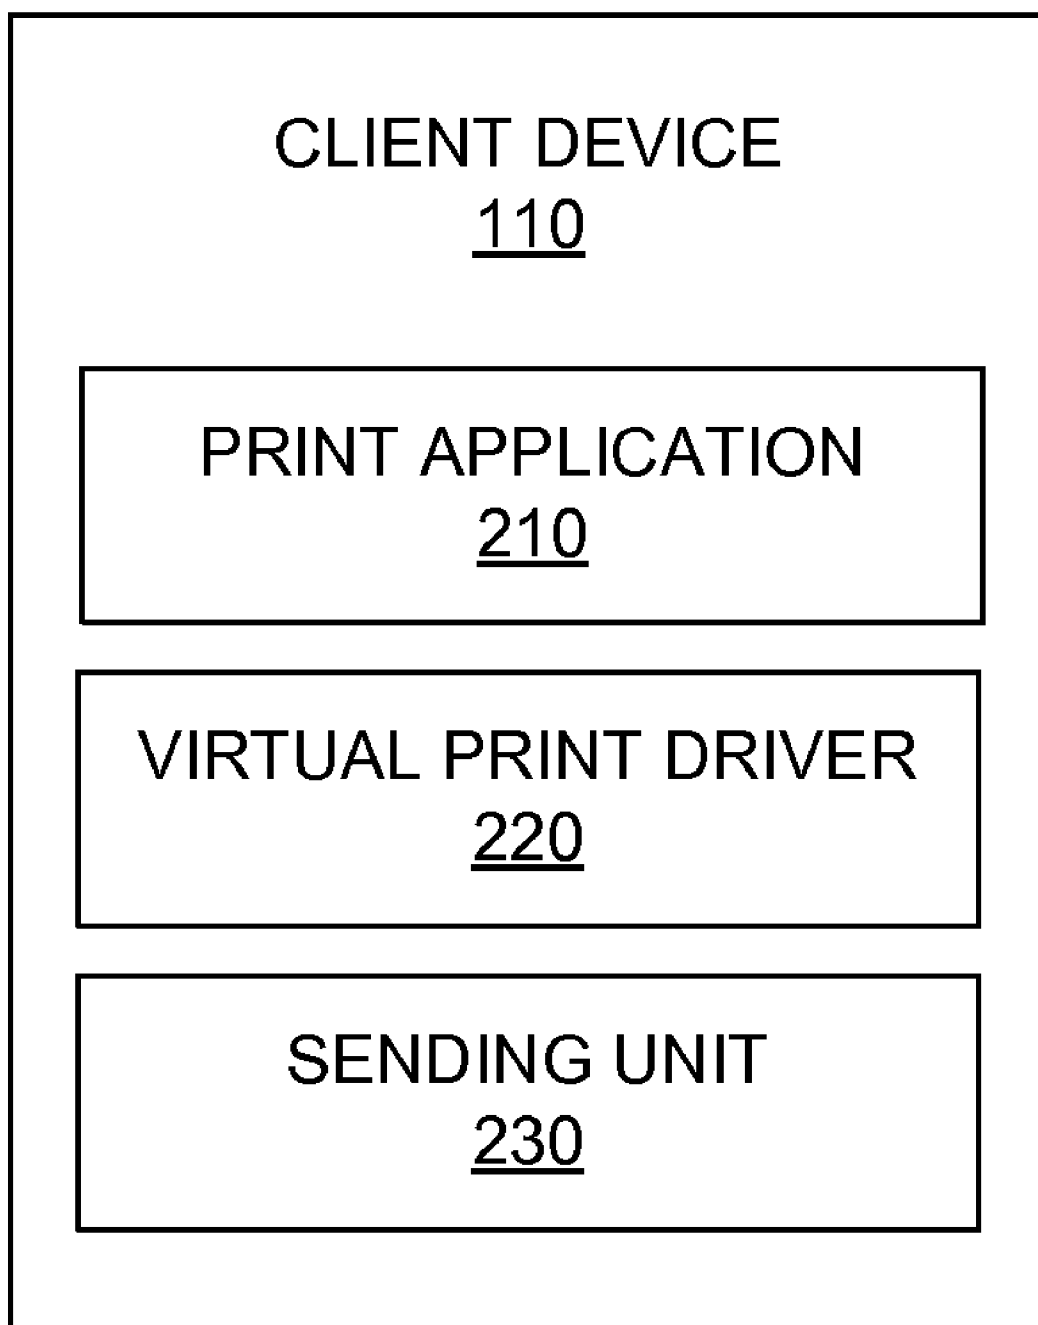 CLIENT DEVICE
110
PRINT APPLICATION
210
VIRTUAL PRINT DRIVER
220
SENDING UNIT
230